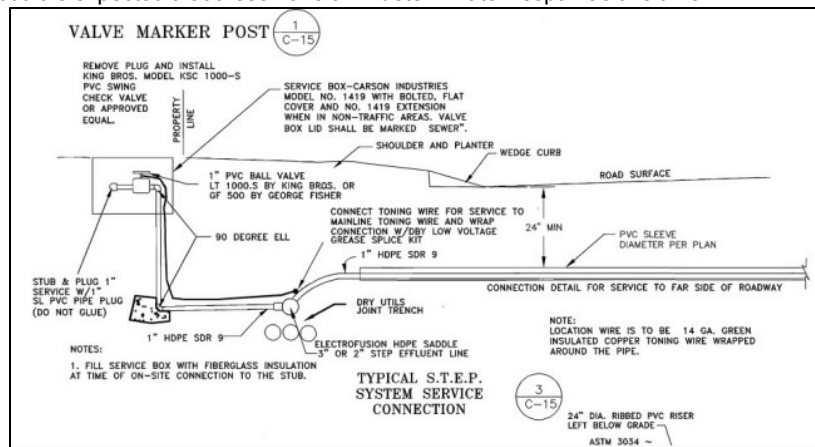 VALVE MARKER POST
1
C-15
REMOVE PLUG AND INSTALL
KING BROS. MODEL KSC 1000-S
PVC SWING
CHECK VALVE
OR APPROVED
EQUAL.
PROPERTY
LINE
SERVICE BOX-CARSON INDUSTRIES
MODEL NO. 1419 WITH BOLTED, FLAT
COVER AND NO. 1419 EXTENSION
WHEN IN NON-TRAFFIC AREAS. VALVE
BOX LID SHALL BE MARKED SEWER".
SHOULDER AND PLANTER
WEDGE CURB
ROAD SURFACE
1" PVC BALL VALVE
LT 1000.S BY KING BROS. OR
GF 500 BY GEORGE FISHER
CONNECT TONING WIRE FOR SERVICE TO
MAINLINE TONING WIRE AND WRAP
CONNECTION W/DBY LOW VOLTAGE
GREASE SPLICE KIT
24" MIN
90 DEGREE ELL
1" HDPE SDR 9
PVC SLEEVE
DIAMETER PER PLAN
STUB & PLUG 1"
SERVICE W/1"
SL PVC PIPE PLUG
(DO NOT GLUE)
CONNECTION DETAIL FOR SERVICE TO FAR SIDE OF ROADWAY
DRY UTILS
JOINT TRENCH
1" HDPE SDR 9
ELECTROFUSION HDPE SADDLE
3" OR 2" STEP EFFLUENT LINE
NOTE:
LOCATION WIRE IS TO BE 14 GA. GREEN
INSULATED COPPER TONING WIRE WRAPPED
AROUND THE PIPE.
NOTES:
1. FILL SERVICE BOX WITH FIBERGLASS INSULATION
AT TIME OF ON-SITE CONNECTION TO THE STUB.
TYPICAL S.T.E.P.
SYSTEM SERVICE
CONNECTION
3
C-15
24" DIA. RIBBED PVC RISER
LEFT BELOW GRADE
ASTM 3034 ~